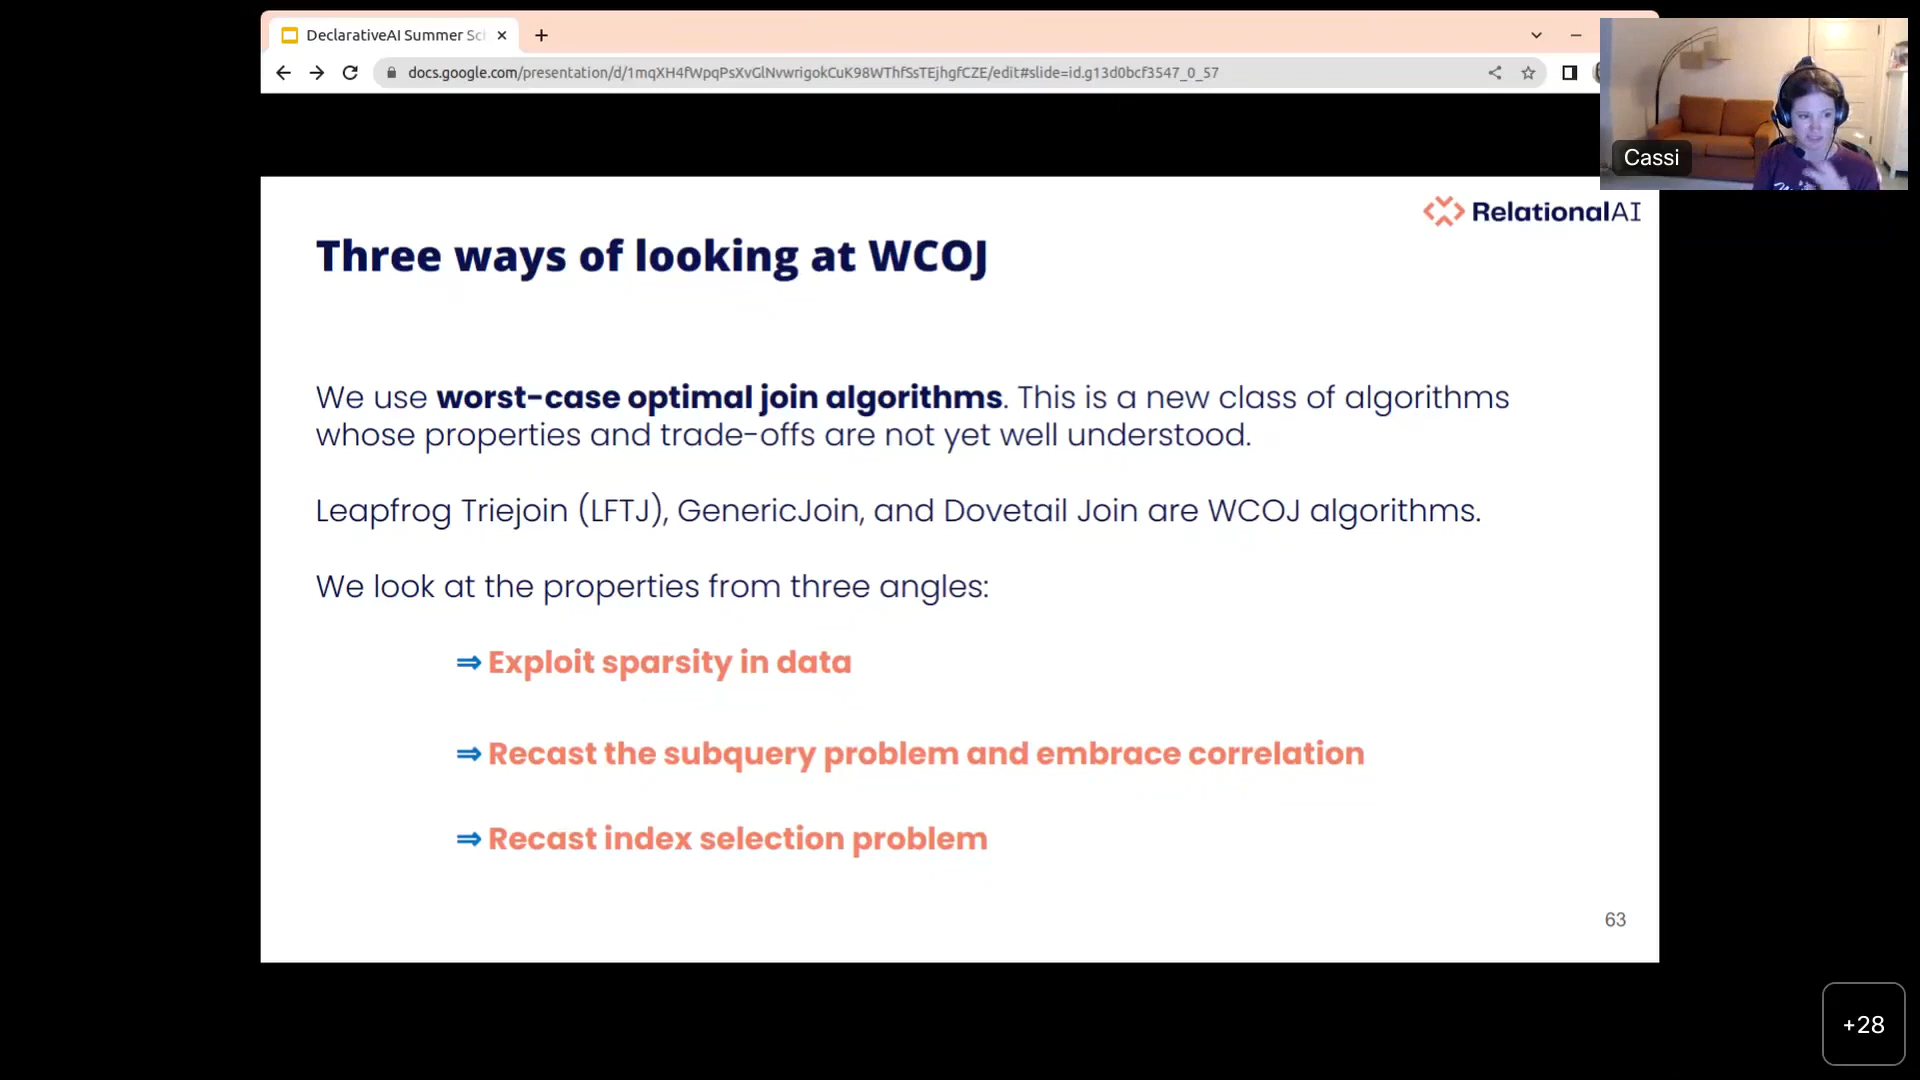 DeclarativeAI Summer Sc
docs.google.com/presentation/d/1mqXH4fWpqPsXvGlNvwrigokCuK98WThfSsTEjhgfCZE/edit#slide=id.g13d0bcf3547_0_57
Cassi
RelationalAI
Three ways of looking at WCOJ
We use worst-case optimal join algorithms. This is a new class of algorithms
whose properties and trade-offs are not yet well understood.
Leapfrog Triejoin (LFTJ), GenericJoin, and Dovetail Join are WCOJ algorithms.
We look at the properties from three angles:
⇒ Exploit sparsity in data
⇒ Recast the subquery problem and embrace correlation
⇒ Recast index selection problem
63
+28